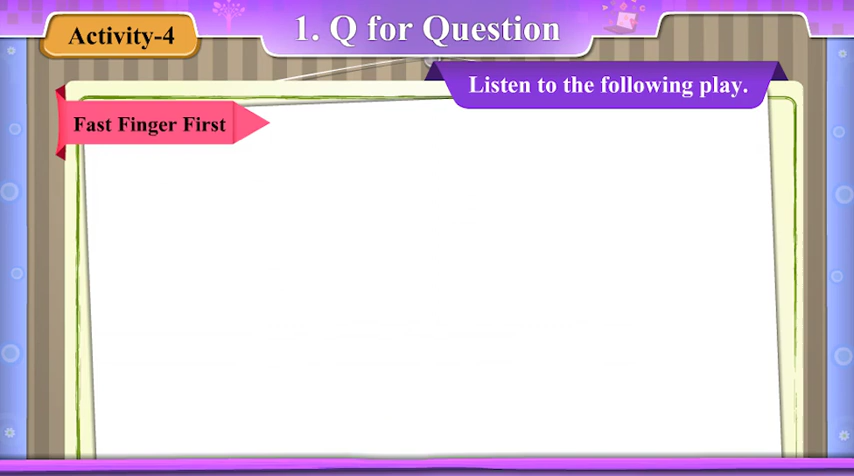 Activity-4
1. Q for Question
Listen to the following play.
Fast Finger First